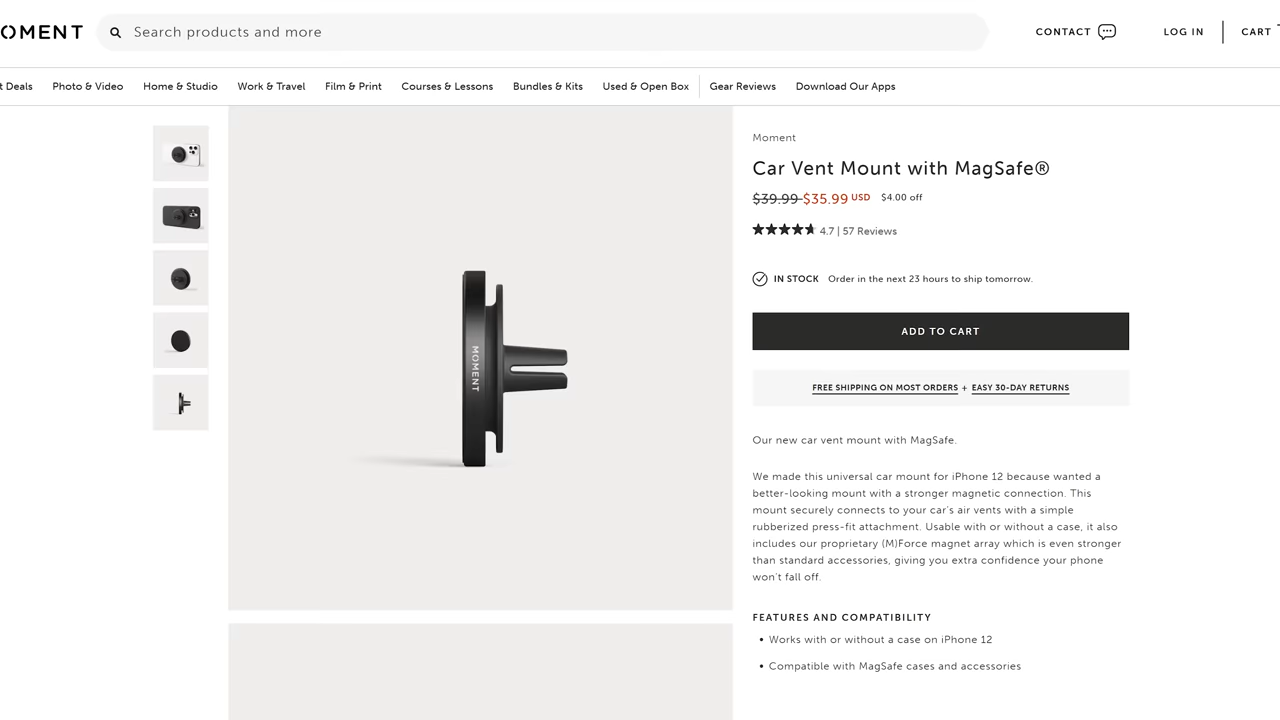 OMENT
Search products and more
CONTACT
LOG IN
CART
t Deals
Photo & Video
Home & Studio
Work & Travel
Film & Print
Courses & Lessons
Bundles & Kits
Used & Open Box
Gear Reviews
Download Our Apps
Moment
Car Vent Mount with MagSafe®
$39.99 $35.99 USD $4.00 off
4.7 | 57 Reviews
IN STOCK Order in the next 23 hours to ship tomorrow.
ADD TO CART
FREE SHIPPING ON MOST ORDERS + EASY 30-DAY RETURNS
MOMENT
Our new car vent mount with MagSafe.
We made this universal car mount for iPhone 12 because wanted a
better-looking mount with a stronger magnetic connection. This
mount securely connects to your car's air vents with a simple
rubberized press-fit attachment. Usable with or without a case, it also
includes our proprietary (M)Force magnet array which is even stronger
than standard accessories, giving you extra confidence your phone
won't fall off.
FEATURES AND COMPATIBILITY
• Works with or without a case on iPhone 12
• Compatible with MagSafe cases and accessories